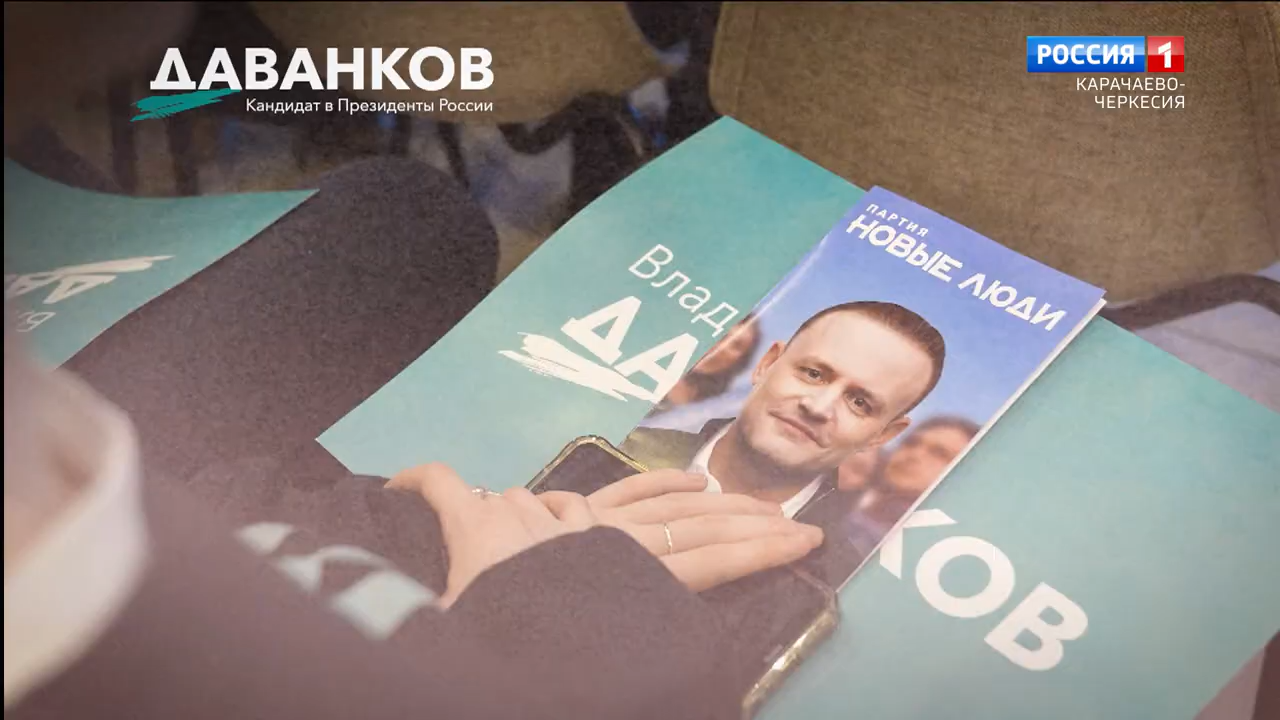 ДАВАНКОВ
Кандидат в Президенты России
РОССИЯ 1
КАРАЧАЕВО-
ЧЕРКЕСИЯ
ПАРТИЯ
НОВЫЕ ЛЮДИ
Влад
ДА
КОВ